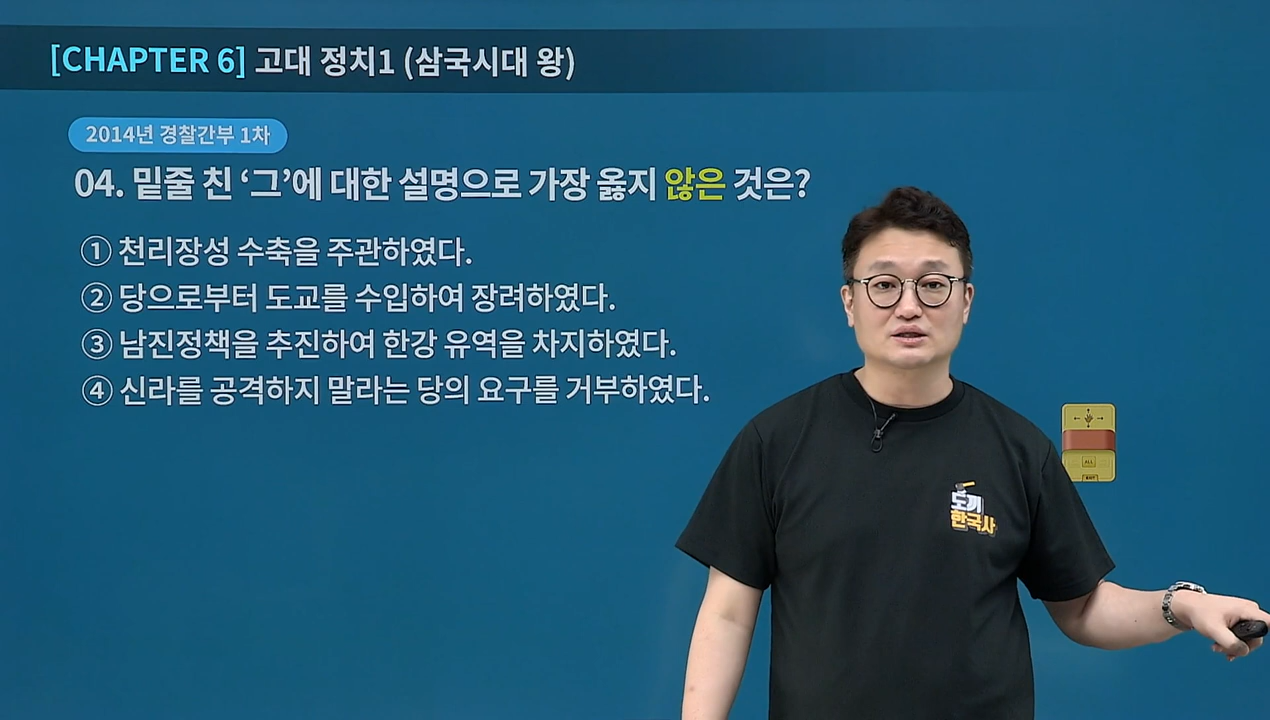 [CHAPTER 6] 고대 정치1 (삼국시대 왕)
2014년 경찰간부 1차
04. 밑줄 친 ‘그’에 대한 설명으로 가장 옳지 않은 것은?
① 천리장성 수축을 주관하였다.
② 당으로부터 도교를 수입하여 장려하였다.
③ 남진정책을 추진하여 한강 유역을 차지하였다.
④ 신라를 공격하지 말라는 당의 요구를 거부하였다.
ALL
EXIT
도끼
한국사